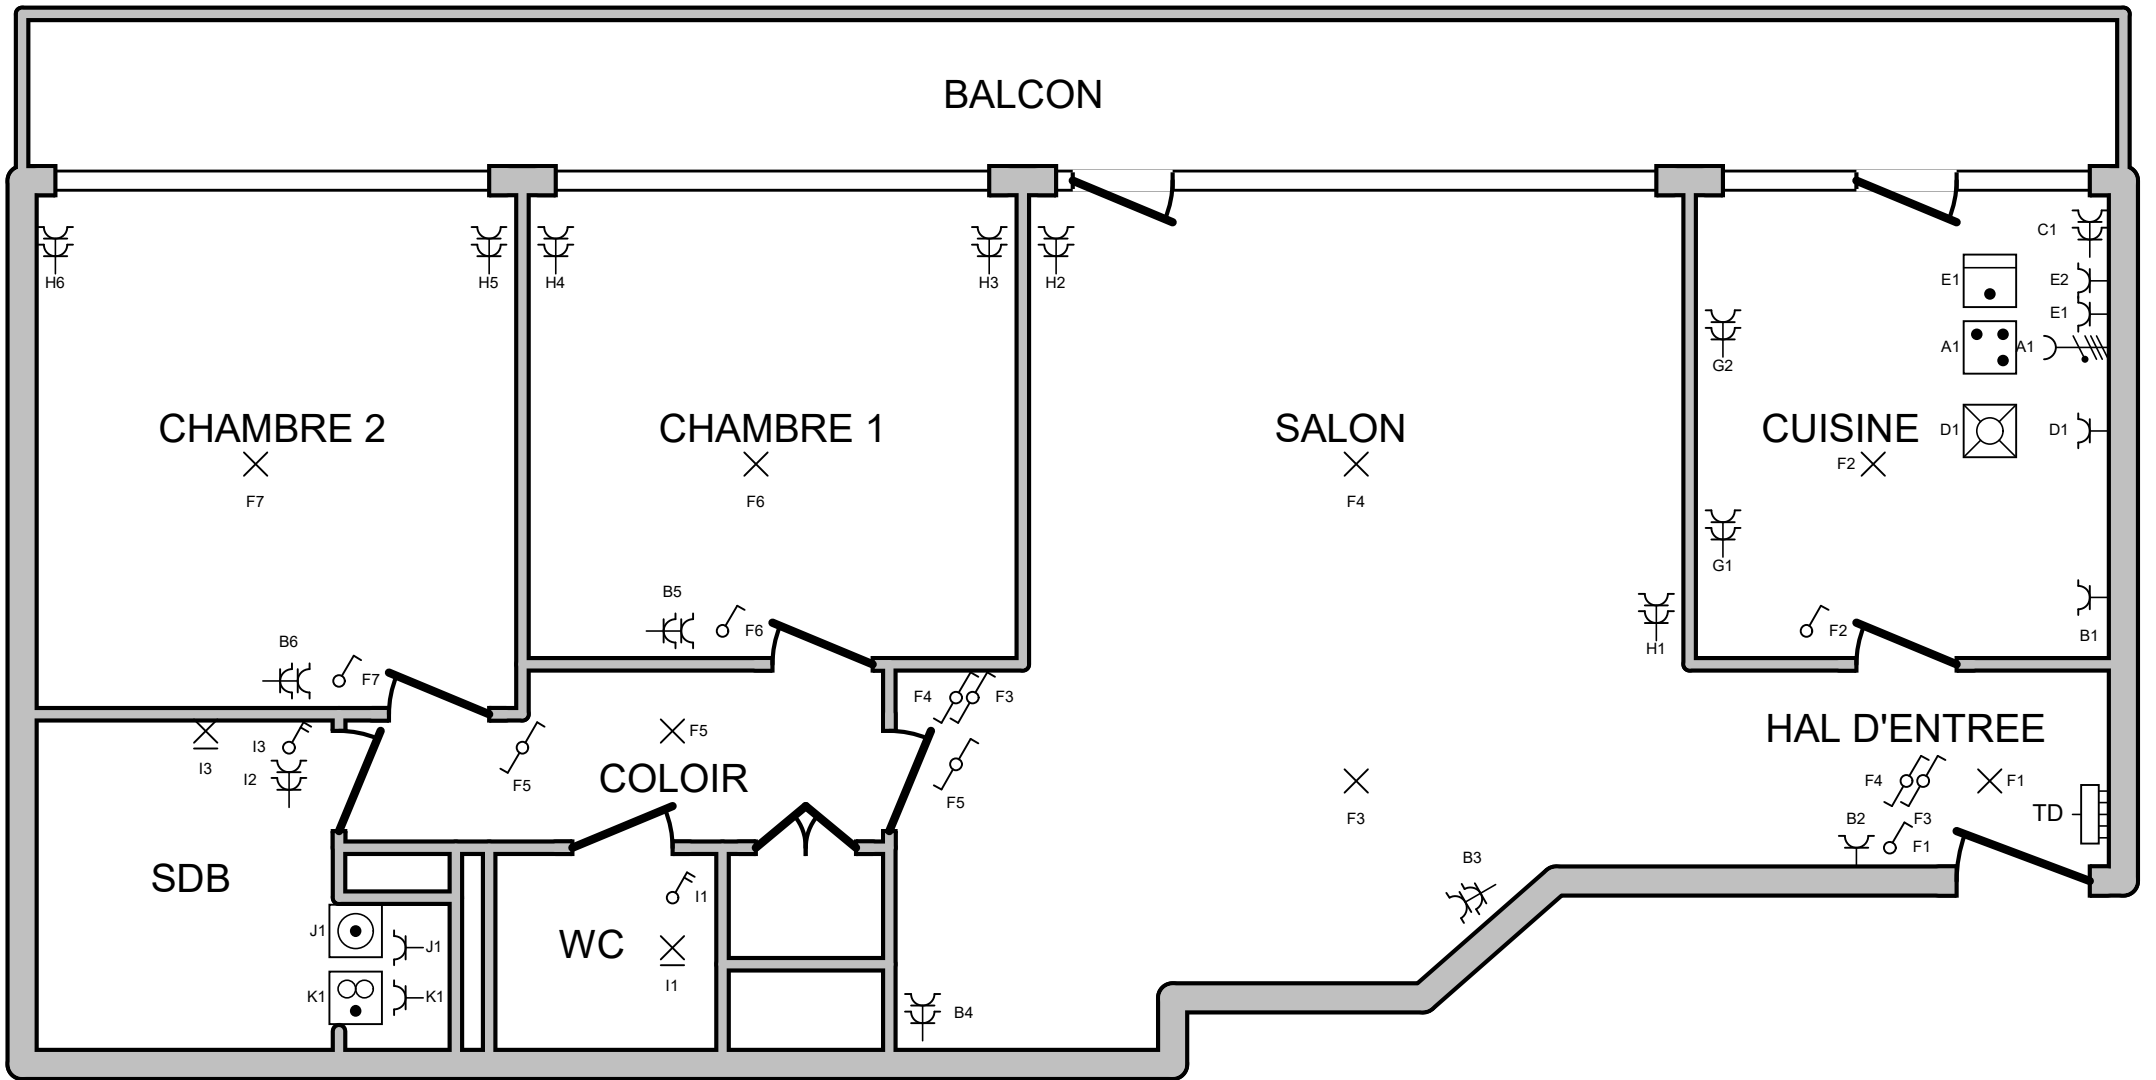 BALCON
C1
H6
H5
H4
H3
H2
E1
E2
E1
A1
A1
G2
CHAMBRE 2
CHAMBRE 1
SALON
CUISINE
D1
D1
F2
F7
F6
F4
G1
B5
F6
F2
B1
B6
H1
F7
F4
F3
HAL D'ENTREE
F5
I3
I3
I2
COLOIR
F5
F5
F4
F1
F3
F3
TD
B2
F1
B3
SDB
I1
WC
J1
J1
I1
K1
K1
B4